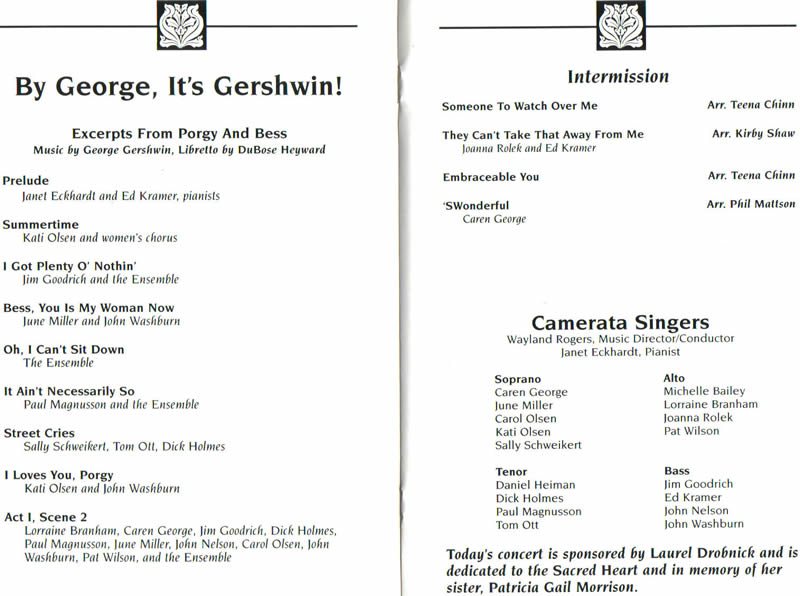 By George, It's Gershwin!
Excerpts From Porgy And Bess
Music by George Gershwin, Libretto by DuBose Heyward
Prelude
Janet Eckhardt and Ed Kramer, pianists
Summertime
Kati Olsen and women's chorus
I Got Plenty O' Nothin'
Jim Goodrich and the Ensemble
Bess, You Is My Woman Now
June Miller and John Washburn
Oh, I Can't Sit Down
The Ensemble
It Ain't Necessarily So
Paul Magnusson and the Ensemble
Street Cries
Sally Schweikert, Tom Ott, Dick Holmes
I Loves You, Porgy
Kati Olsen and John Washburn
Act I, Scene 2
Lorraine Branham, Caren George, Jim Goodrich, Dick Holmes,
Paul Magnusson, June Miller, John Nelson, Carol Olsen, John
Washburn, Pat Wilson, and the Ensemble
Intermission
Someone To Watch Over Me Arr. Teena Chinn
They Can't Take That Away From Me Arr. Kirby Shaw
Joanna Rolek and Ed Kramer
Embraceable You Arr. Teena Chinn
'SWonderful Arr. Phil Mattson
Caren George
Camerata Singers
Wayland Rogers, Music Director/Conductor
Janet Eckhardt, Pianist
Soprano
Caren George
June Miller
Carol Olsen
Kati Olsen
Sally Schweikert
Alto
Michelle Bailey
Lorraine Branham
Joanna Rolek
Pat Wilson
Tenor
Daniel Heiman
Dick Holmes
Paul Magnusson
Tom Ott
Bass
Jim Goodrich
Ed Kramer
John Nelson
John Washburn
Today's concert is sponsored by Laurel Drobnick and is
dedicated to the Sacred Heart and in memory of her
sister, Patricia Gail Morrison.